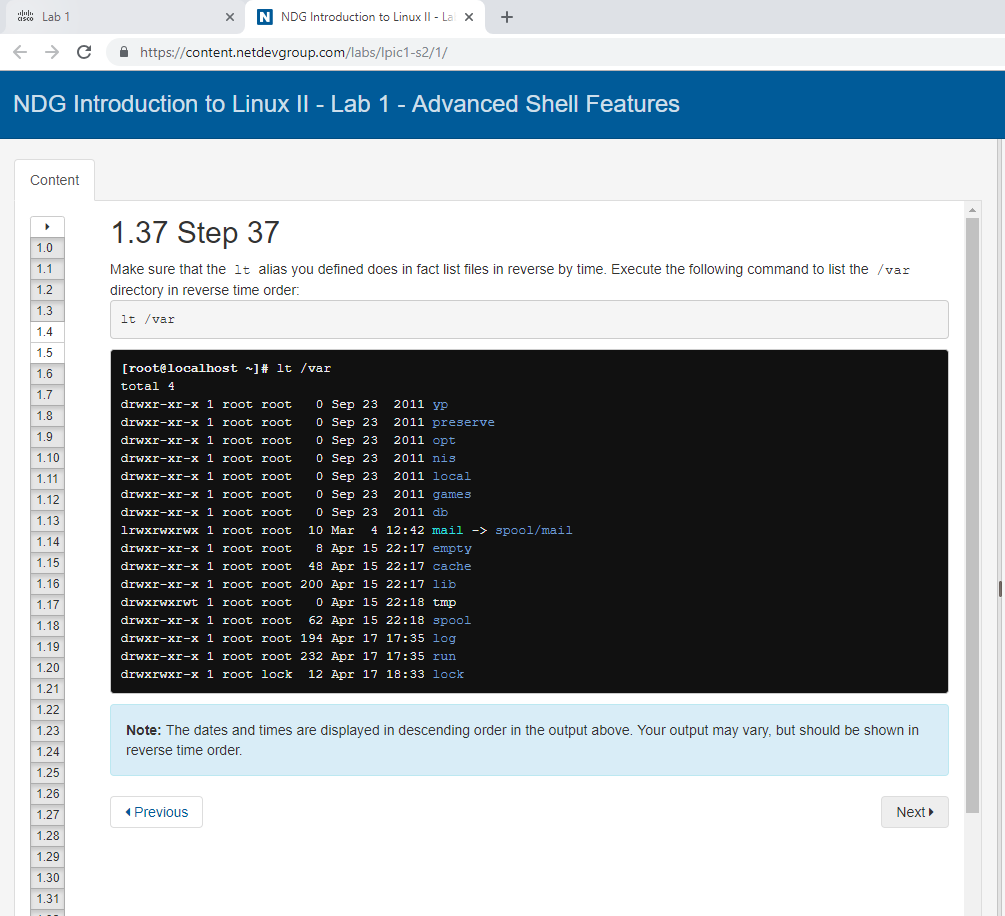 Lab 1
NDG Introduction to Linux II - La
https://content.netdevgroup.com/labs/lpic1-s2/1/
NDG Introduction to Linux II - Lab 1 - Advanced Shell Features
Content
1.0
1.1
1.2
1.3
1.4
1.5
1.6
1.7
1.8
1.9
1.10
1.11
1.12
1.13
1.14
1.15
1.16
1.17
1.18
1.19
1.20
1.21
1.22
1.23
1.24
1.25
1.26
1.27
1.28
1.29
1.30
1.31
1.37 Step 37
Make sure that the lt alias you defined does in fact list files in reverse by time. Execute the following command to list the /var
directory in reverse time order:
lt /var
[root@localhost ~]# lt /var
total 4
drwxr-xr-x 1 root root   0 Sep 23  2011 yp
drwxr-xr-x 1 root root   0 Sep 23  2011 preserve
drwxr-xr-x 1 root root   0 Sep 23  2011 opt
drwxr-xr-x 1 root root   0 Sep 23  2011 nis
drwxr-xr-x 1 root root   0 Sep 23  2011 local
drwxr-xr-x 1 root root   0 Sep 23  2011 games
drwxr-xr-x 1 root root   0 Sep 23  2011 db
lrwxrwxrwx 1 root root  10 Mar  4 12:42 mail -> spool/mail
drwxr-xr-x 1 root root   8 Apr 15 22:17 empty
drwxr-xr-x 1 root root  48 Apr 15 22:17 cache
drwxr-xr-x 1 root root 200 Apr 15 22:17 lib
drwxrwxrwt 1 root root   0 Apr 15 22:18 tmp
drwxr-xr-x 1 root root  62 Apr 15 22:18 spool
drwxr-xr-x 1 root root 194 Apr 17 17:35 log
drwxr-xr-x 1 root root 232 Apr 17 17:35 run
drwxrwxr-x 1 root lock  12 Apr 17 18:33 lock
Note: The dates and times are displayed in descending order in the output above. Your output may vary, but should be shown in
reverse time order.
Previous
Next